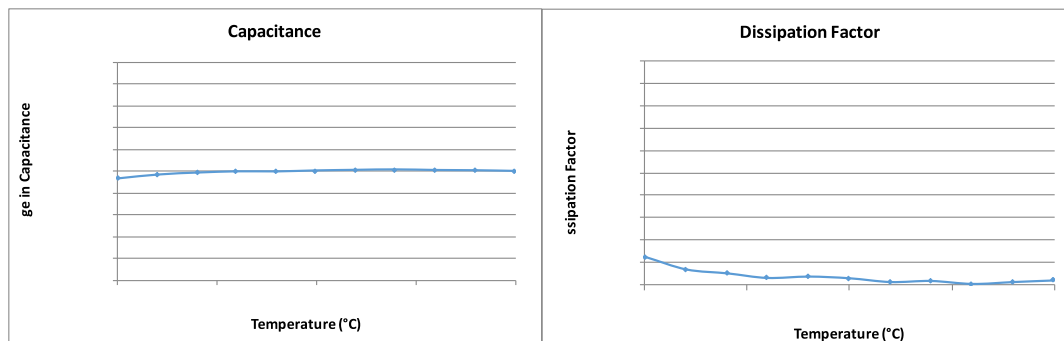 Capacitance
ge in Capacitance
Temperature (°C)
Dissipation Factor
ssipation Factor
Temperature (°C)